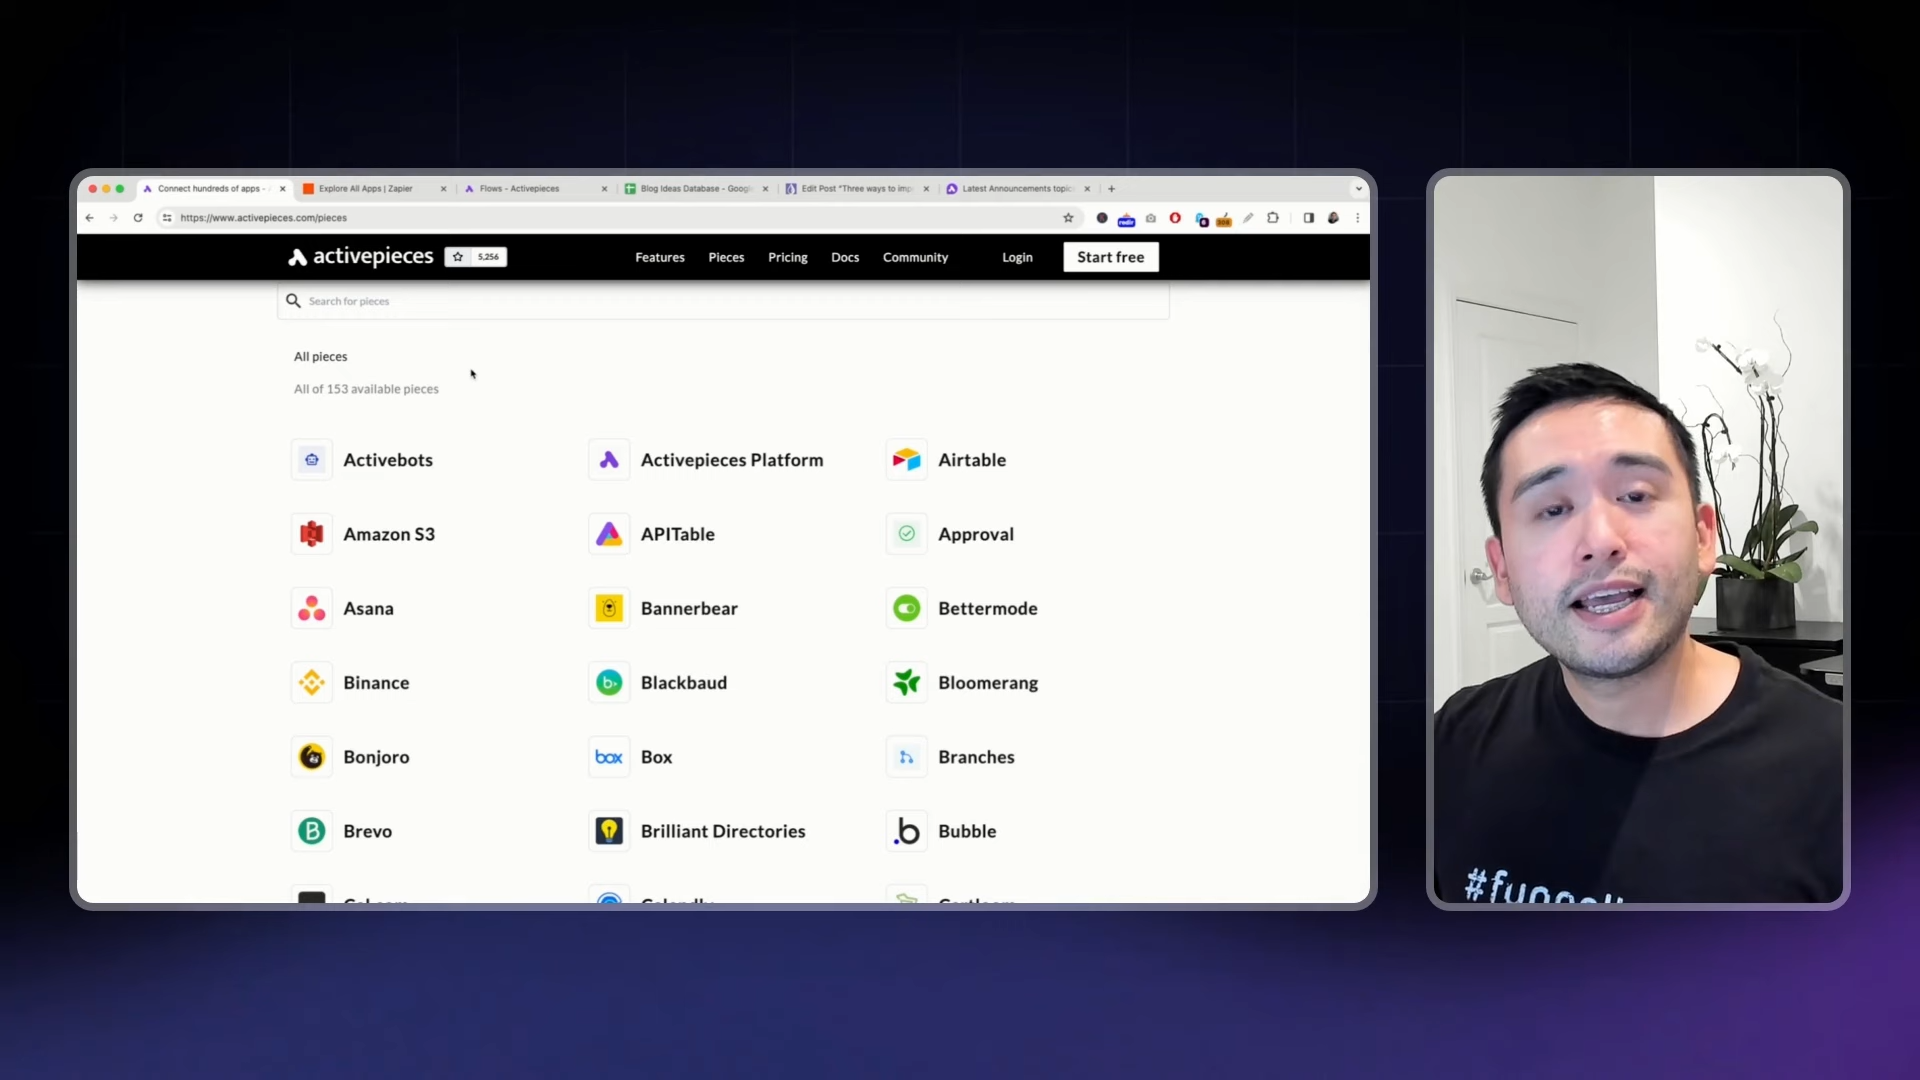 Connect hundreds of apps -
Explore All Apps | Zapier
Flows - Activepieces
Blog Ideas Database - Goog
Edit Post "Three ways to imp
Latest Announcements topic
https://www.activepieces.com/pieces
activepieces
5,256
Features
Pieces
Pricing
Docs
Community
Login
Start free
Search for pieces
All pieces
All of 153 available pieces
Activebots
Activepieces Platform
Airtable
Amazon S3
APITable
Approval
Asana
Bannerbear
Bettermode
Binance
Blackbaud
Bloomerang
Bonjoro
box
Box
Branches
Brevo
Brilliant Directories
Bubble